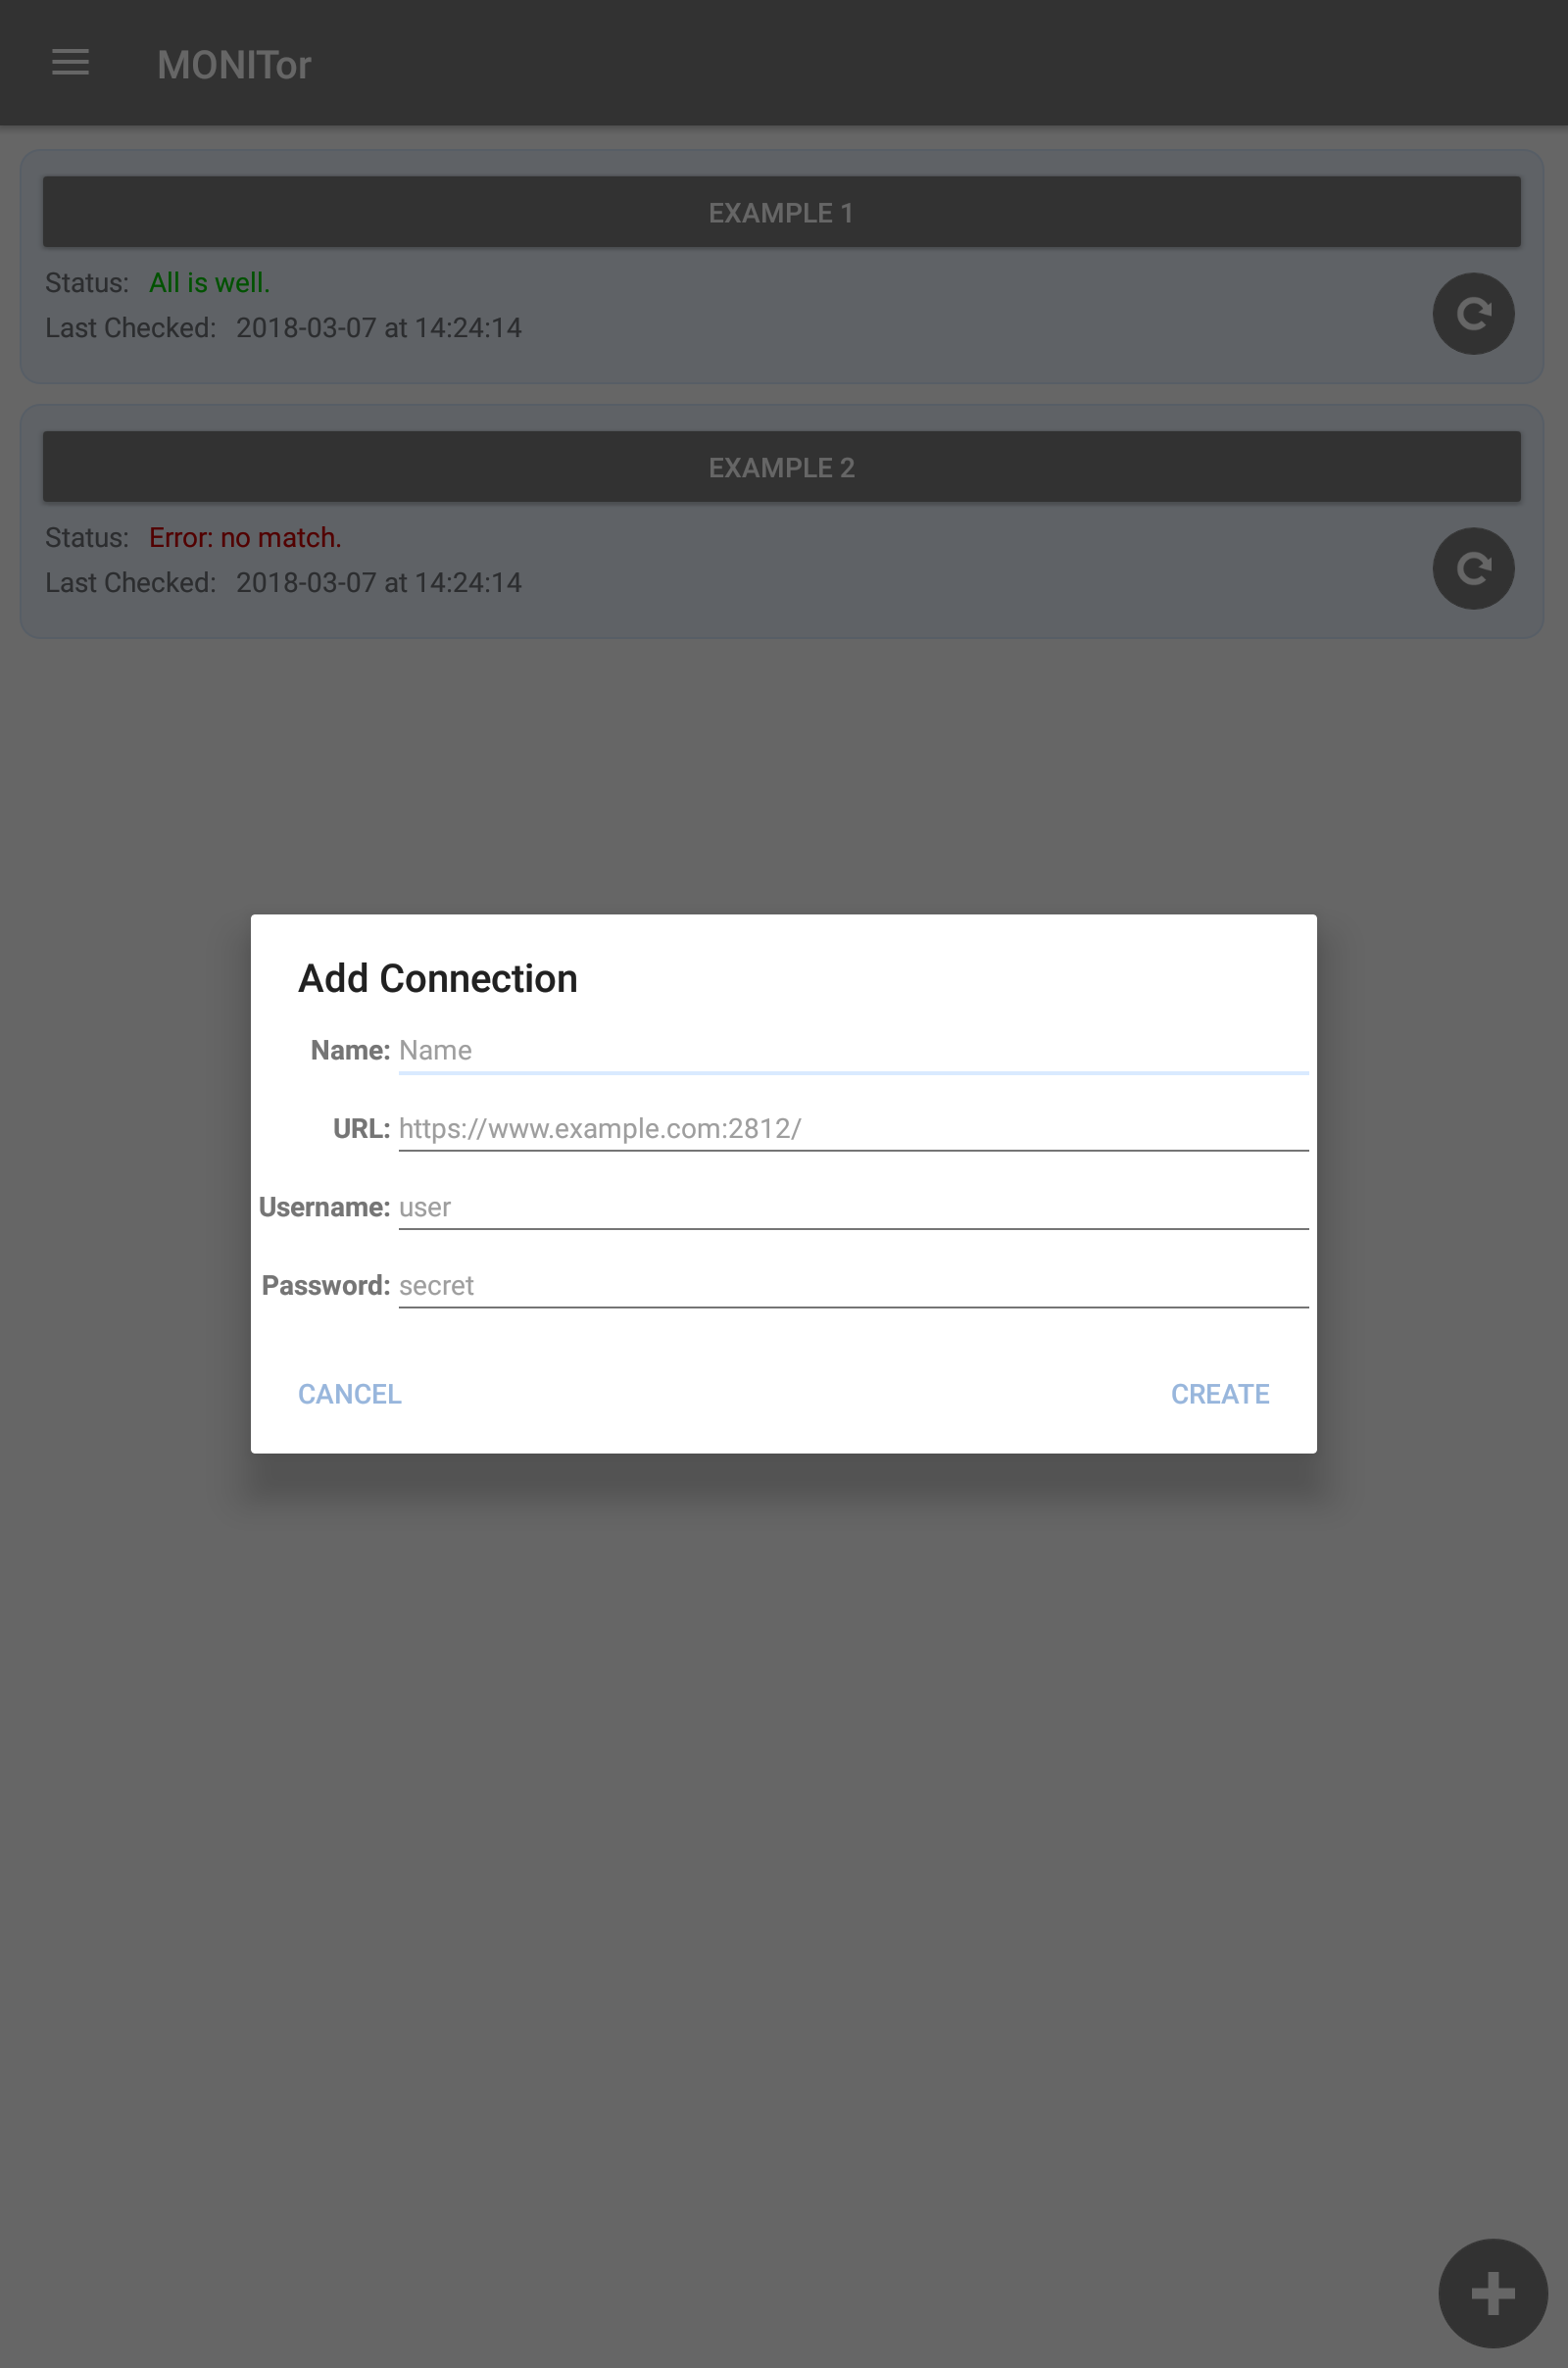 MONITor
EXAMPLE 1
Status: All is well.
Last Checked: 2018-03-07 at 14:24:14
EXAMPLE 2
Status: Error: no match.
Last Checked: 2018-03-07 at 14:24:14
Add Connection
Name: Name
URL: https://www.example.com:2812/
Username: user
Password: secret
CANCEL CREATE